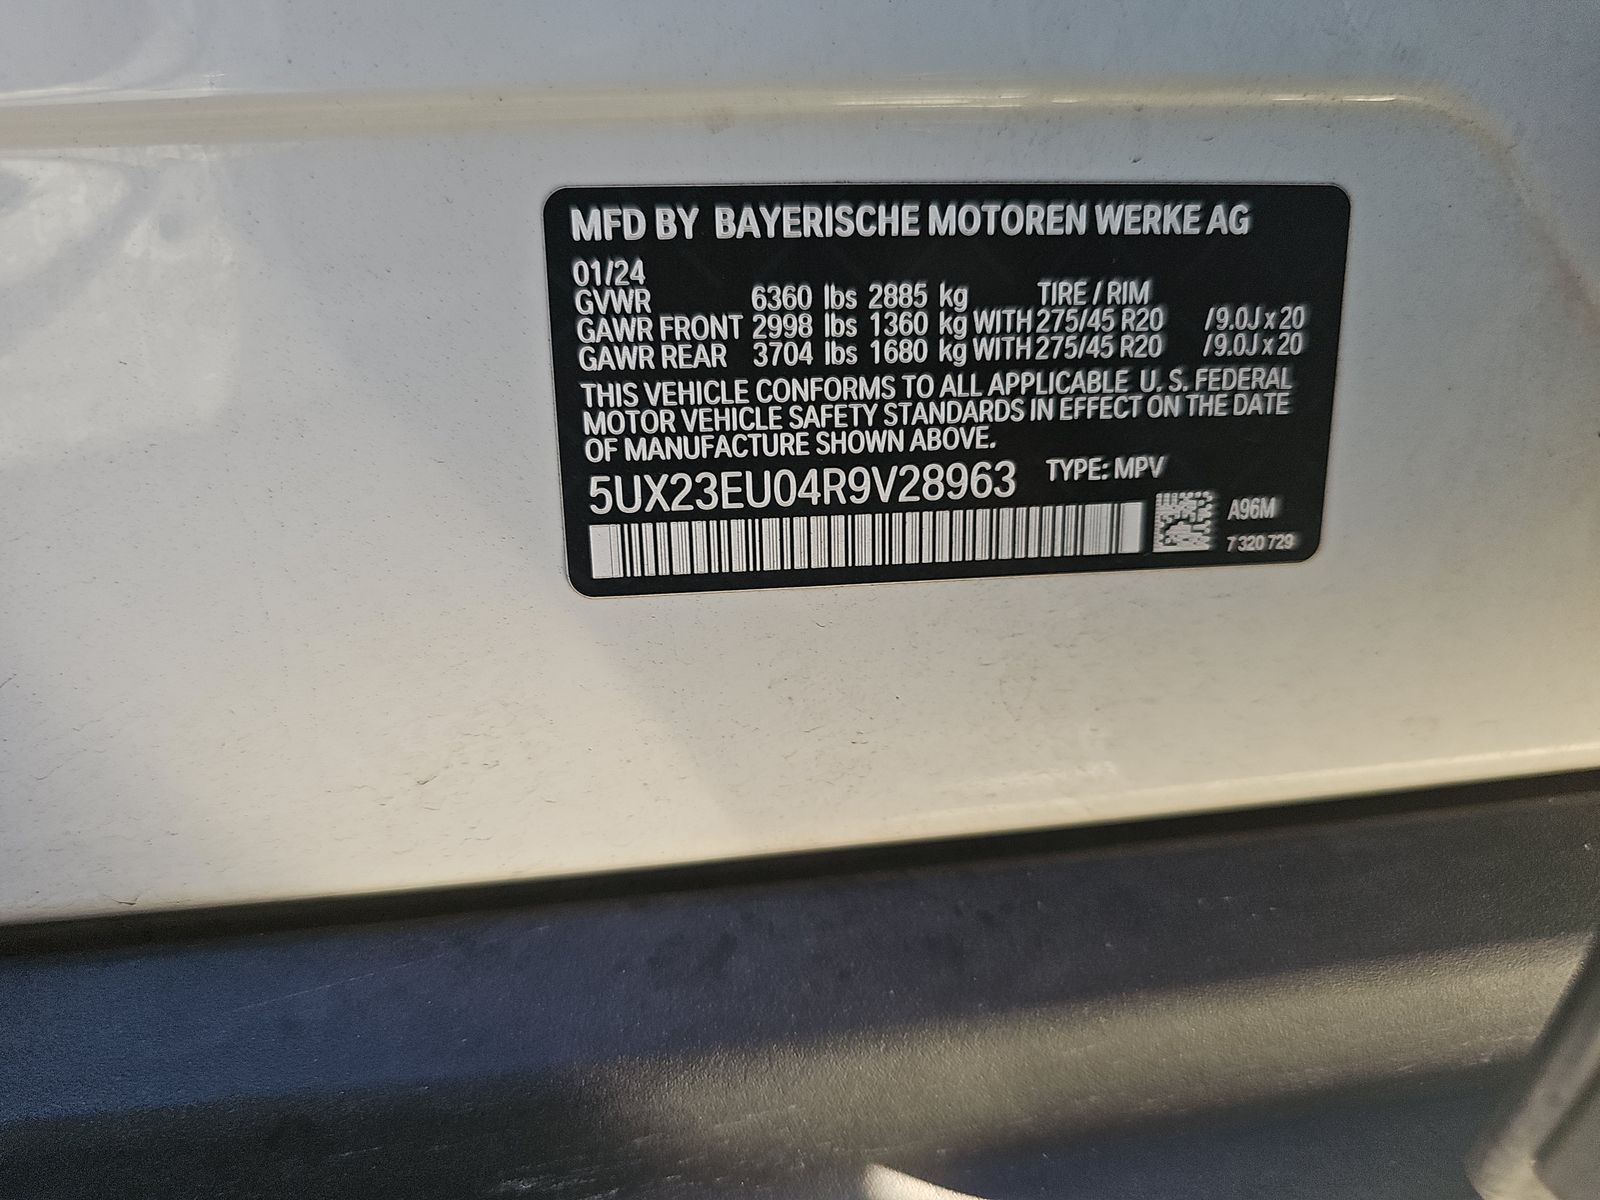 MFD BY BAYERISCHE MOTOREN WERKE AG
01/24
GVWR 6360 lbs 2885 kg TIRE / RIM
GAWR FRONT 2998 lbs 1360 kg WITH 275/45 R20 /9.0J x 20
GAWR REAR 3704 lbs 1680 kg WITH 275/45 R20 /9.0J x 20
THIS VEHICLE CONFORMS TO ALL APPLICABLE U. S. FEDERAL
MOTOR VEHICLE SAFETY STANDARDS IN EFFECT ON THE DATE
OF MANUFACTURE SHOWN ABOVE.
5UX23EU04R9V28963 TYPE: MPV
A96M
7 320 729